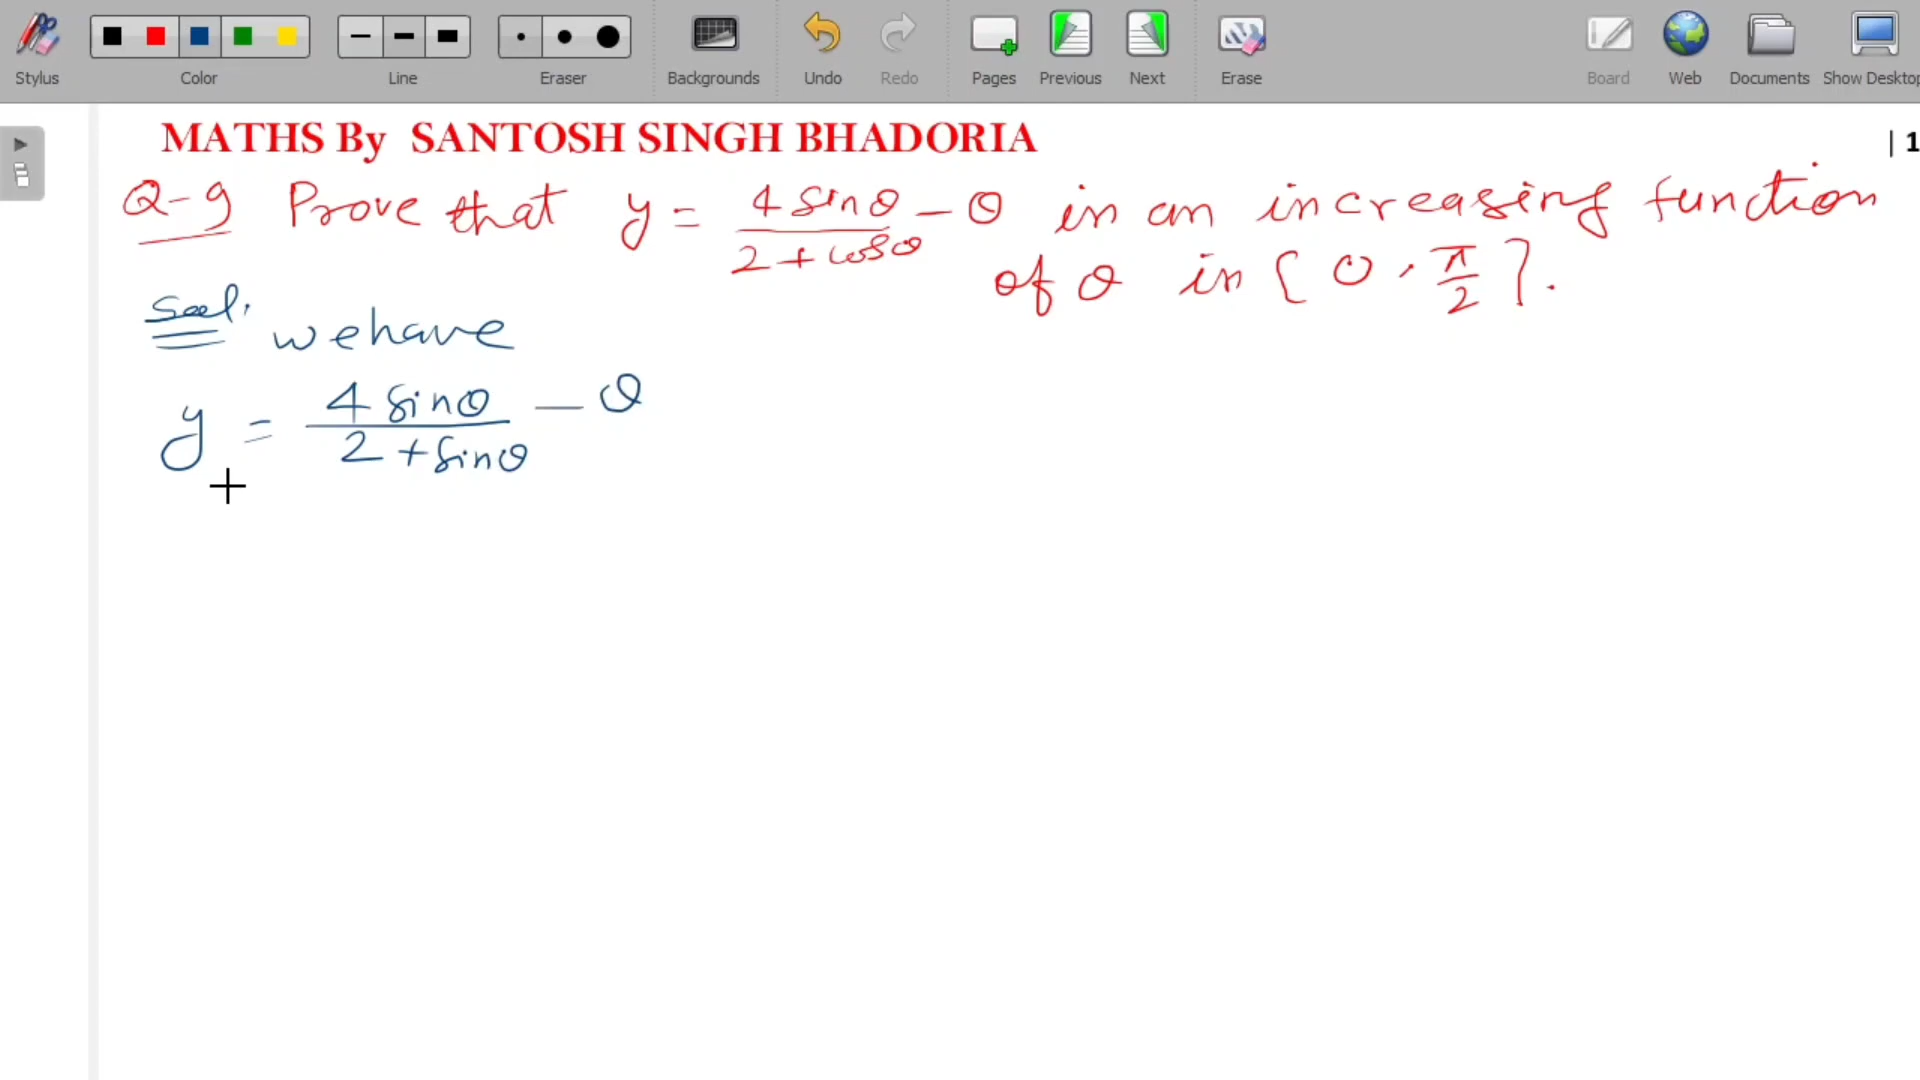 Stylus Color Line Eraser Backgrounds Undo Redo Pages Previous Next Erase Board Web Documents Show Desktop
MATHS By SANTOSH SINGH BHADORIA | 1
Q-9 Prove that y = 4 sinθ / 2 + cosθ - θ in an increasing function
of θ in [ 0, π/2 ].
Sol. we have
y = 4 sinθ / 2 + sinθ - θ